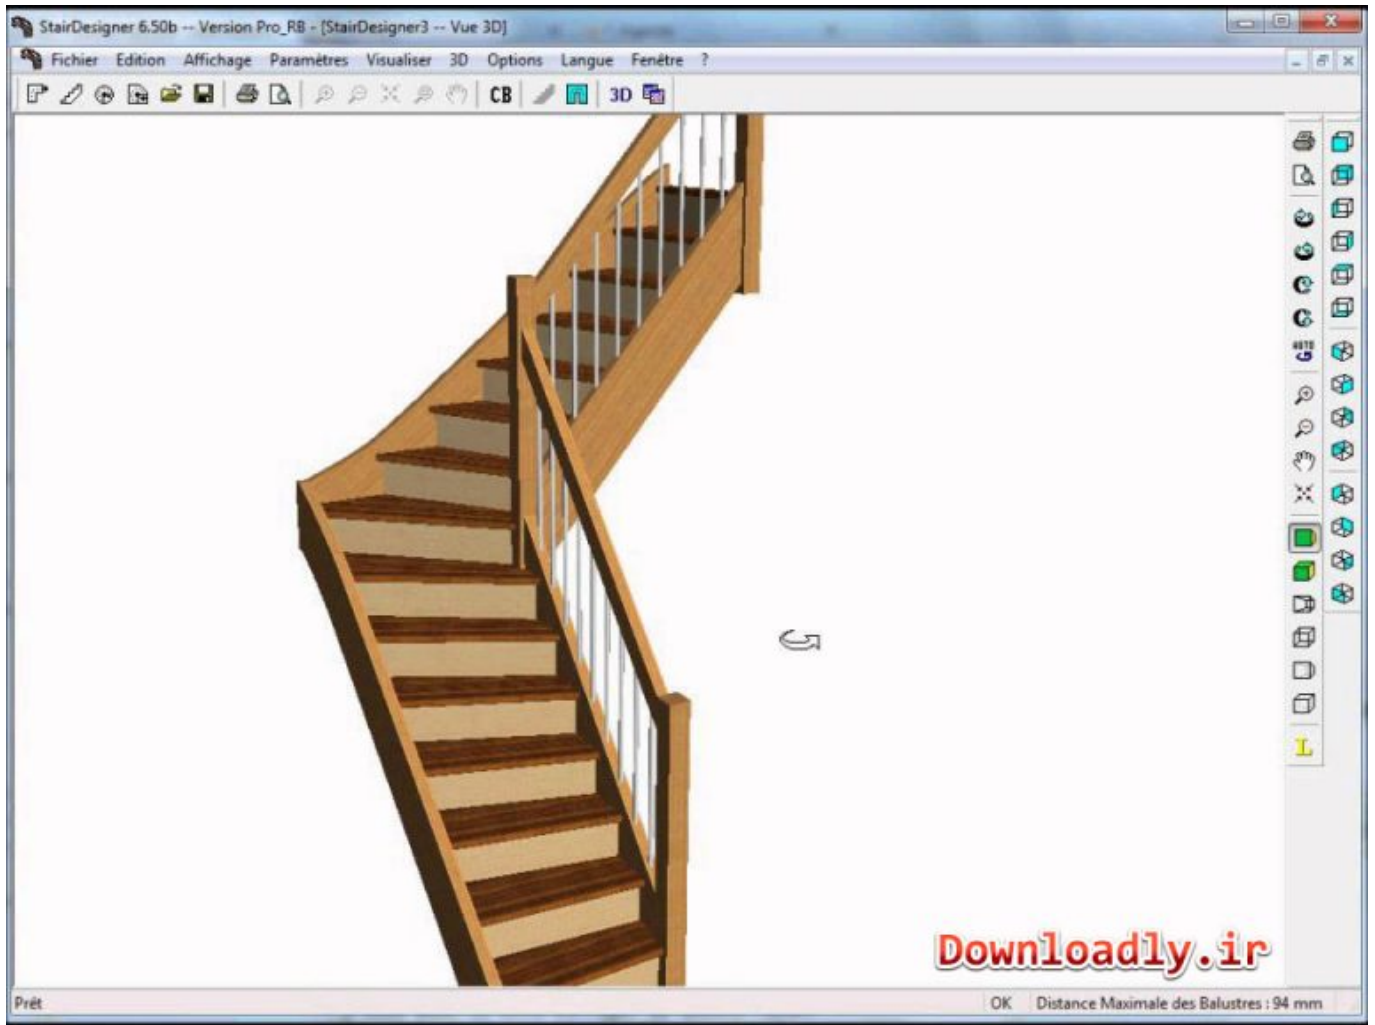 StairDesigner 6.50b -- Version Pro_RB - [StairDesigner3 -- Vue 3D]
Fichier Edition Affichage Paramètres Visualiser 3D Options Langue Fenêtre ?
CB 3D
AUTO
L
Downloadly.ir
Prêt OK Distance Maximale des Balustres : 94 mm